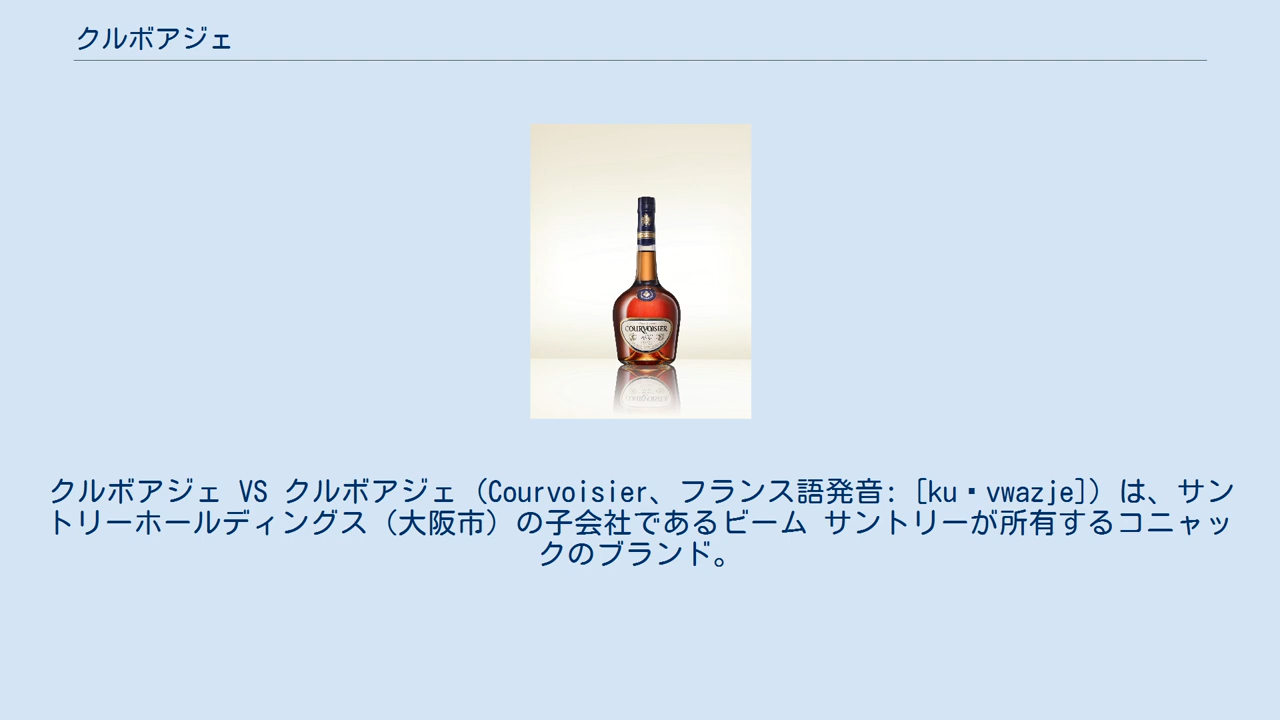 クルボアジェ
COURVOISIER
クルボアジェ VS クルボアジェ（Courvoisier、フランス語発音: [ku・vwazje]）は、サン
トリーホールディングス（大阪市）の子会社であるビーム サントリーが所有するコニャッ
クのブランド。